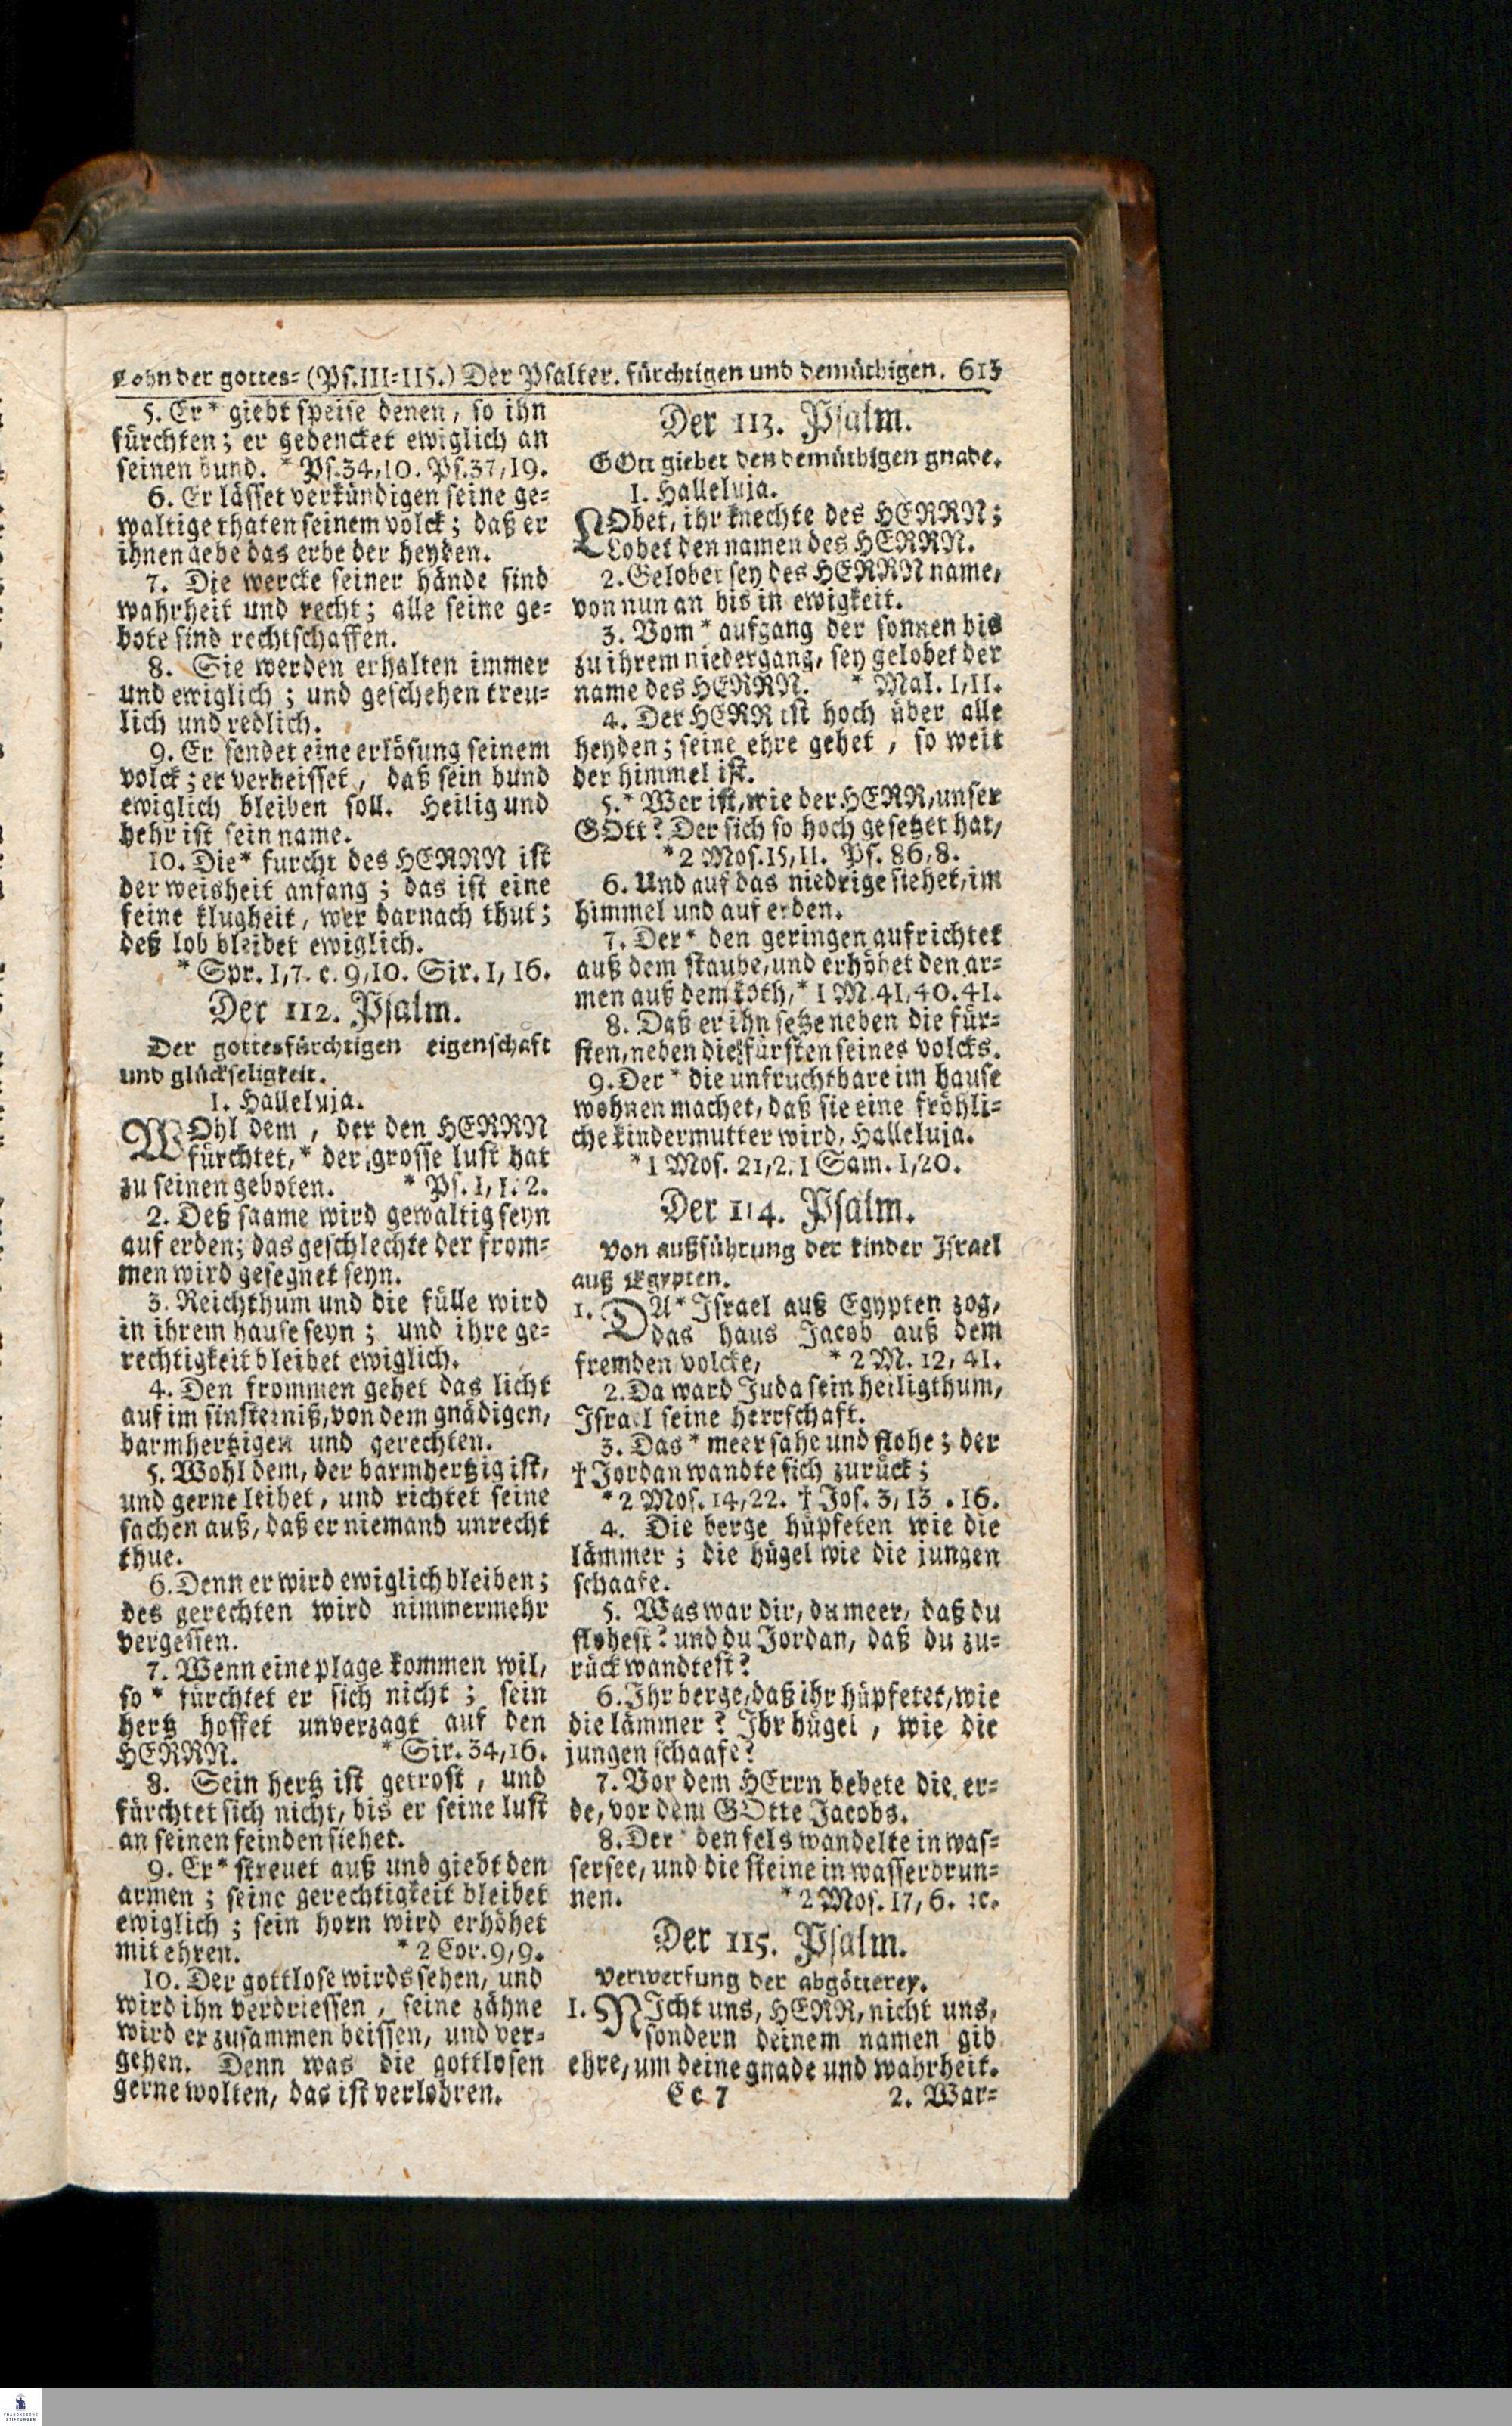 Lohn der gottes-(Ps.111-115.) Der Psalter. fürchtigen und demüthigen. 613
5. Er* giebt speise denen, so ihn
fürchten; er gedencket ewiglich an
seinen bund. *Ps.34,10. Ps.37,19.
6. Er lässet verkündigen seine ge-
waltige thaten seinem volck; daß er
ihnen gebe das erbe der heyden.
7. Die wercke seiner hände sind
wahrheit und recht; alle seine ge-
bote sind rechtschaffen.
8. Sie werden erhalten immer
und ewiglich; und geschehen treu-
lich und redlich.
9. Er sendet eine erlösung seinem
volck; er verheisset, daß sein bund
ewiglich bleiben soll. Heilig und
hehr ist sein name.
10. Die* furcht des HERRN ist
der weisheit anfang; das ist eine
feine klugheit, wer darnach thut;
deß lob bleibet ewiglich.
* Spr. 1,7. c. 9,10. Sir. 1,16.
Der 112. Psalm.
Der gottesfürchtigen eigenschaft
und glückseligkeit.
1. Halleluja.
WOhl dem, der den HERRN
fürchtet,* der grosse lust hat
zu seinen geboten. * Ps. 1,1.2.
2. Deß saame wird gewaltig seyn
auf erden; das geschlechte der from-
men wird gesegnet seyn.
3. Reichthum und die fülle wird
in ihrem hause seyn; und ihre ge-
rechtigkeit bleibet ewiglich.
4. Den frommen gehet das licht
auf im finsterniß, von dem gnädigen,
barmhertzigen und gerechten.
5. Wohl dem, der barmhertzig ist,
und gerne leihet, und richtet seine
sachen auß, daß er niemand unrecht
thue.
6. Denn er wird ewiglich bleiben;
des gerechten wird nimmermehr
vergessen.
7. Wenn eine plage kommen wil,
so * fürchtet er sich nicht; sein
hertz hoffet unverzagt auf den
HERRN. * Sir. 34,16.
8. Sein hertz ist getrost, und
fürchtet sich nicht, bis er seine lust
an seinen feinden siehet.
9. Er* streuet auß und giebt den
armen; seine gerechtigkeit bleibet
ewiglich; sein horn wird erhöhet
mit ehren. * 2 Cor. 9,9.
10. Der gottlose wirds sehen, und
wird ihn verdriessen, seine zähne
wird er zusammen beissen, und ver-
gehen. Denn was die gottlosen
gerne wolten, das ist verlohren.
Der 113. Psalm.
GOtt giebet den demüthigen gnade.
1. Halleluja.
LObet, ihr knechte des HERRN;
Lobet den namen des HERRN.
2. Gelobet sey des HERRN name,
von nun an bis in ewigkeit.
3. Vom* aufgang der sonnen bis
zu ihrem niedergang, sey gelobet der
name des HERRN. * Mal. 1,11.
4. Der HERR ist hoch über alle
heyden; seine ehre gehet, so weit
der himmel ist.
5.* Wer ist, wie der HERR, unser
GOtt? Der sich so hoch gesetzet hat,
*2 Mos. 15,11. Ps. 86,8.
6. Und auf das niedrige siehet, im
himmel und auf erden.
7. Der* den geringen aufrichtet
auß dem staube, und erhöhet den ar-
men auß dem koth,* 1 M. 41,40.41.
8. Daß er ihn setze neben die für-
sten, neben die fürsten seines volcks.
9. Der* die unfruchtbare im hause
wohnen machet, daß sie eine fröhli-
che kindermutter wird, Halleluja.
*1 Mos. 21,2. 1 Sam. 1,20.
Der 114. Psalm.
Von außführung der kinder Israel
auß Egypten.
1. DA* Israel auß Egypten zog,
das haus Jacob auß dem
fremden volcke, * 2 M. 12,41.
2. Da ward Juda sein heiligthum,
Israel seine herrschaft.
3. Das* meer sahe und flohe; der
† Jordan wandte sich zurück;
*2 Mos. 14,22. † Jos. 3,13.16.
4. Die berge hüpfeten wie die
lämmer; die hügel wie die jungen
schaafe.
5. Was war dir, du meer, daß du
flohest? und du Jordan, daß du zu-
rück wandtest?
6. Ihr berge, daß ihr hüpfetet, wie
die lämmer? Ihr hügel, wie die
jungen schaafe?
7. Vor dem HErrn bebete die er-
de, vor dem GOtte Jacobs.
8. Der* den fels wandelte in was-
sersee, und die steine in wasserbrun-
nen. * 2 Mos. 17,6. ꝛc.
Der 115. Psalm.
Verwerfung der abgötterey.
1. NIcht uns, HERR, nicht uns,
sondern deinem namen gib
ehre, um deine gnade und wahrheit.
Cc 7 2. War-
FRANCKESCHE
STIFTUNGEN